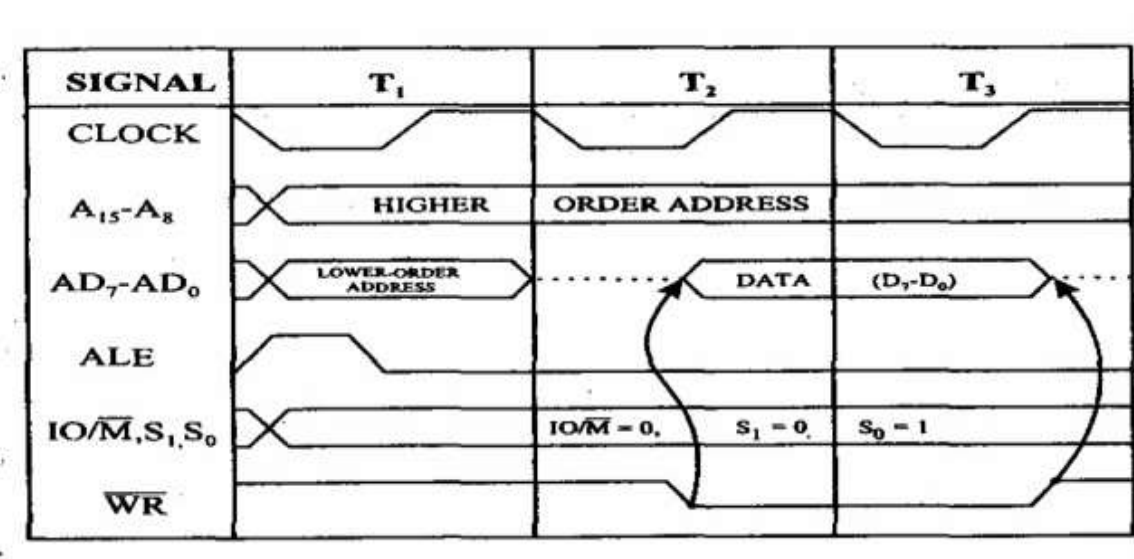 SIGNAL T₁ T₂ T₃
CLOCK
A₁₅-A₈ HIGHER ORDER ADDRESS
AD₇-AD₀ LOWER-ORDER ADDRESS DATA (D₇-D₀)
ALE
IO/M̅,S₁,S₀ IO/M̅ = 0, S₁ = 0, S₀ = 1
W̅R̅